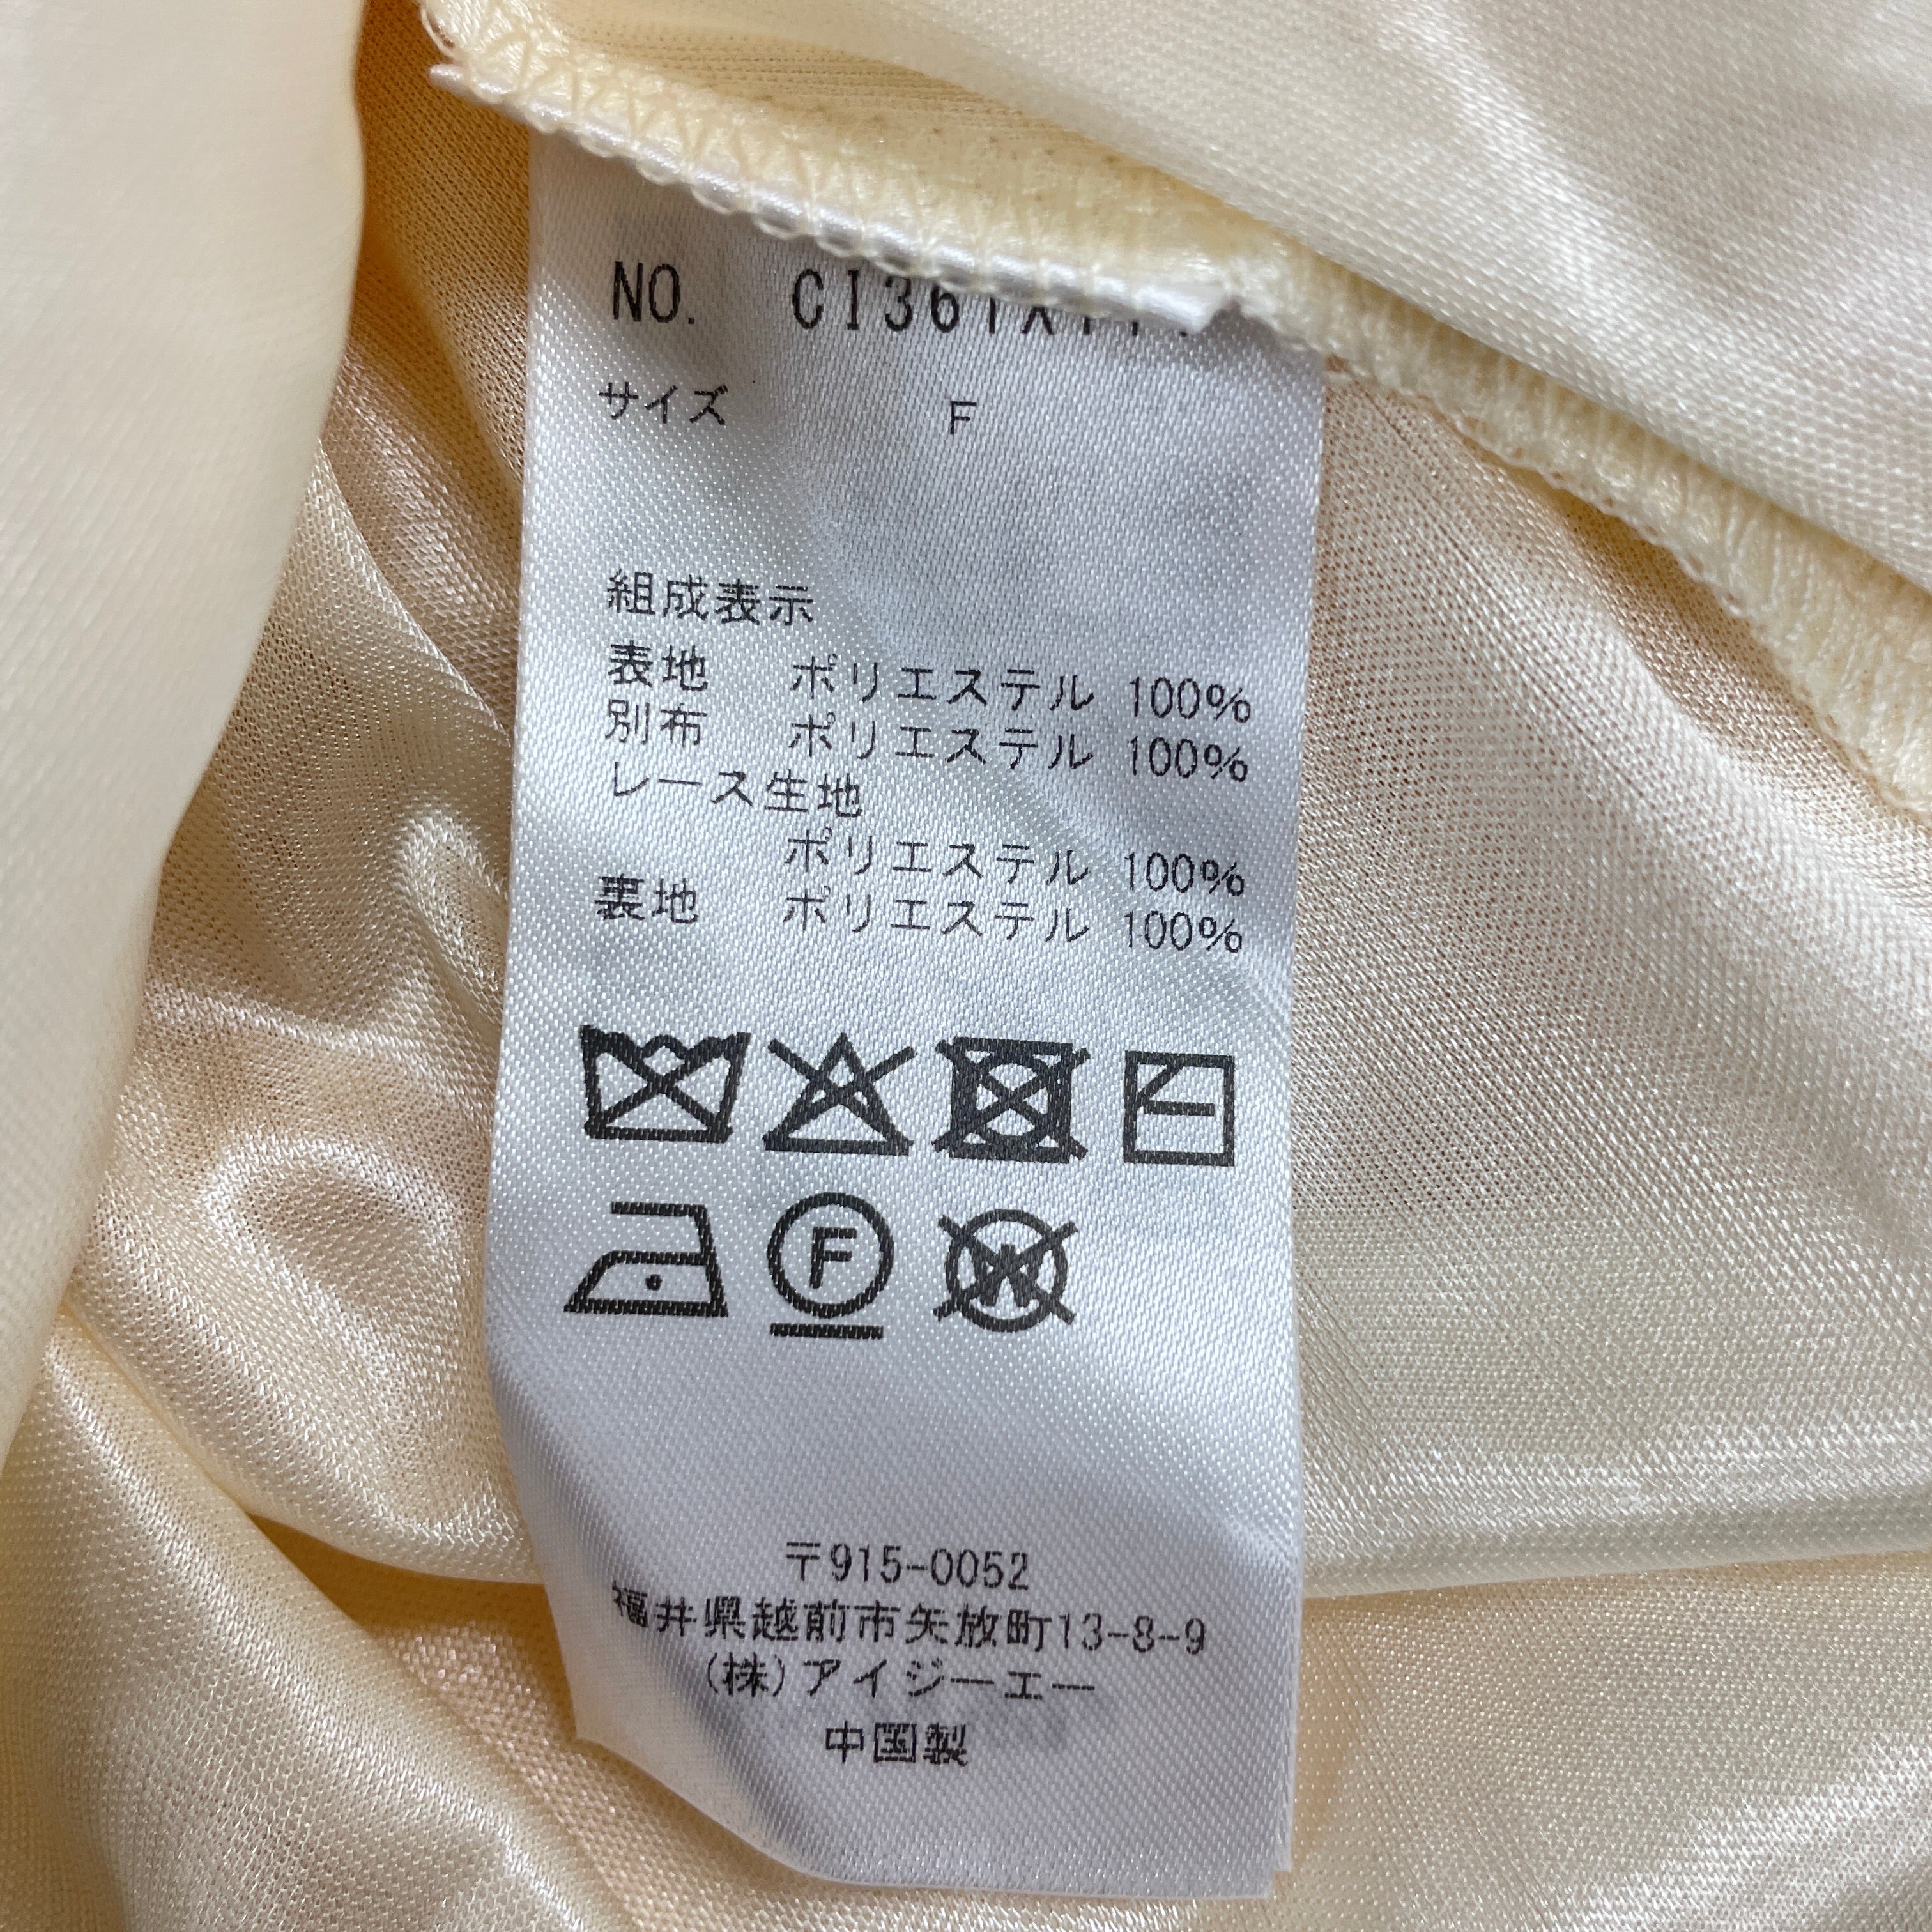 NO.
サイズ F
組成表示
表地 ポリエステル 100%
別布 ポリエステル 100%
レース生地
ポリエステル 100%
裏地 ポリエステル 100%
F
W
〒915-0052
福井県越前市矢放町13-8-9
(株)アイジーエー
中国製